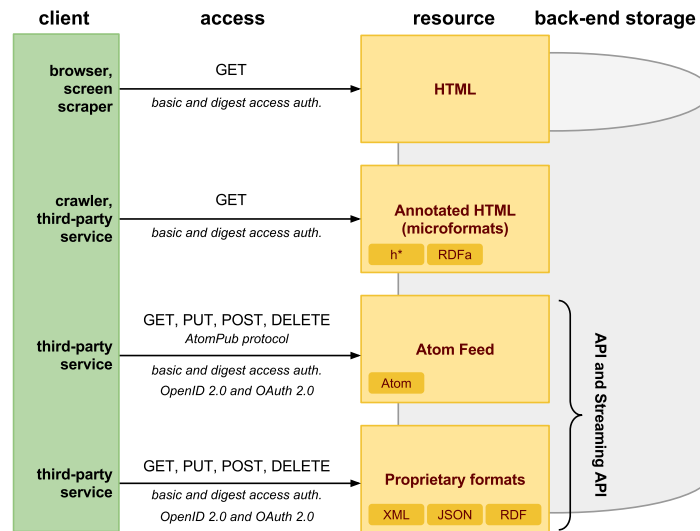 client access resource back-end storage
browser,
screen
scraper
GET
basic and digest access auth.
HTML
crawler,
third-party
service
GET
basic and digest access auth.
Annotated HTML
(microformats)
h* RDFa
third-party
service
GET, PUT, POST, DELETE
AtomPub protocol
basic and digest access auth.
OpenID 2.0 and OAuth 2.0
Atom Feed
Atom
API and Streaming API
third-party
service
GET, PUT, POST, DELETE
basic and digest access auth.
OpenID 2.0 and OAuth 2.0
Proprietary formats
XML JSON RDF